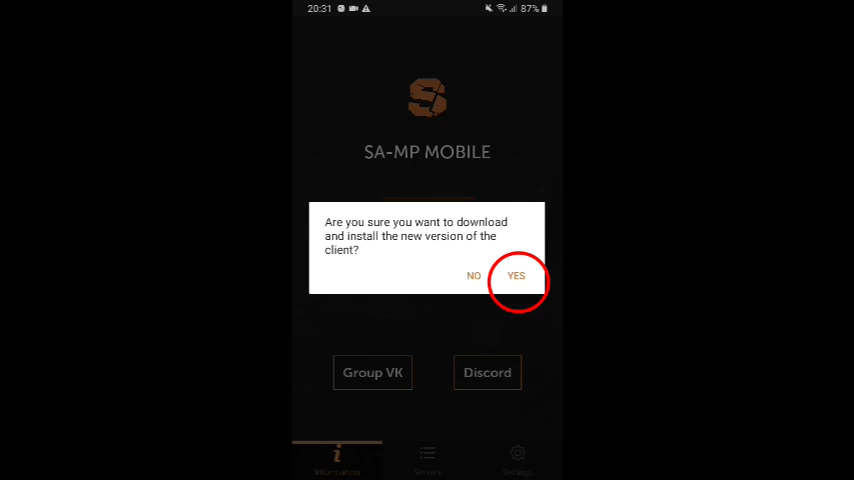 20:31
87%
S
SA-MP MOBILE
Are you sure you want to download
and install the new version of the
client?
NO
YES
Group VK
Discord
Information
Servers
Settings